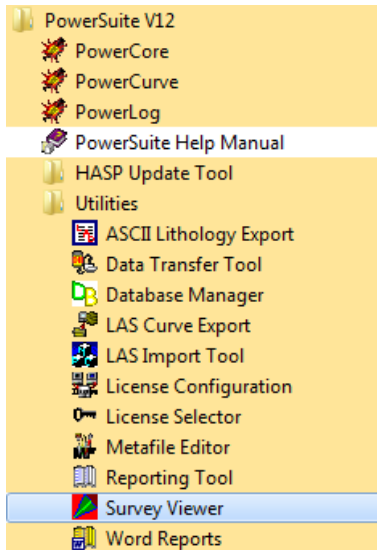 PowerSuite V12
PowerCore
PowerCurve
PowerLog
PowerSuite Help Manual
HASP Update Tool
Utilities
ASCII Lithology Export
Data Transfer Tool
Database Manager
LAS Curve Export
LAS Import Tool
License Configuration
License Selector
Metafile Editor
Reporting Tool
Survey Viewer
Word Reports